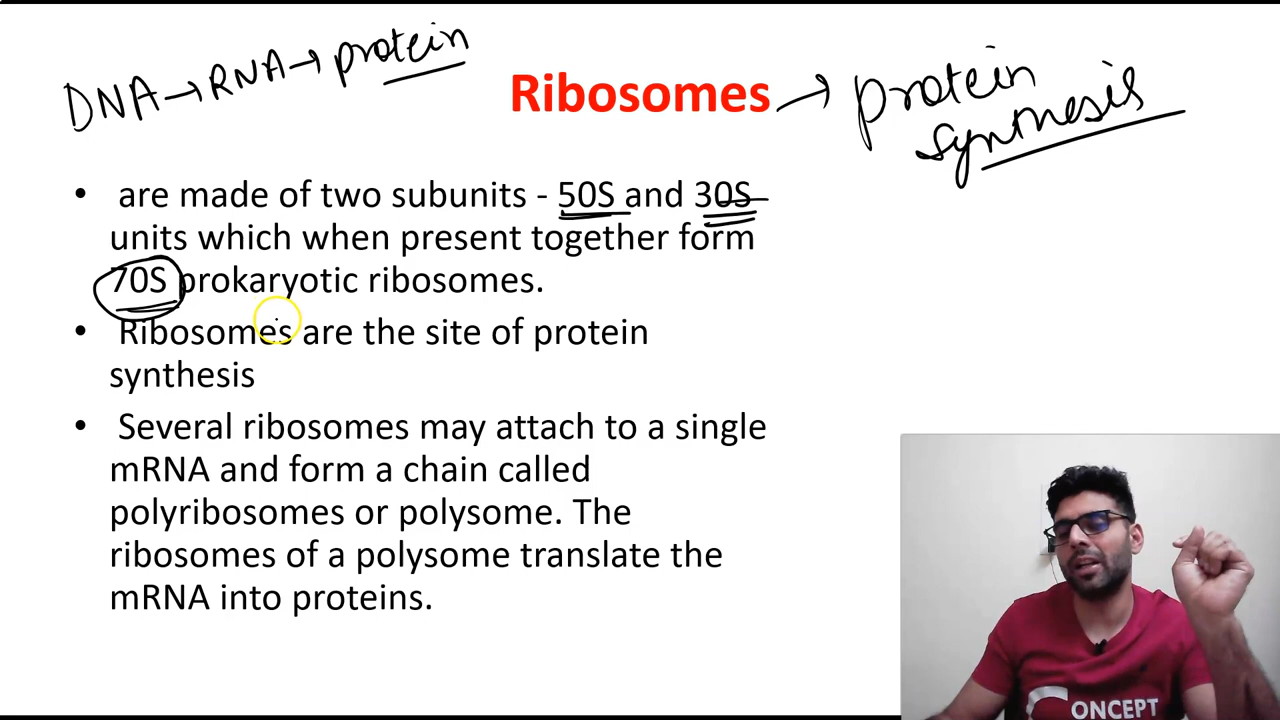 DNA → RNA → protein
Ribosomes → protein
synthesis
• are made of two subunits - 50S and 30S
units which when present together form
70S prokaryotic ribosomes.
• Ribosomes are the site of protein
synthesis
• Several ribosomes may attach to a single
mRNA and form a chain called
polyribosomes or polysome. The
ribosomes of a polysome translate the
mRNA into proteins.
CONCEPT